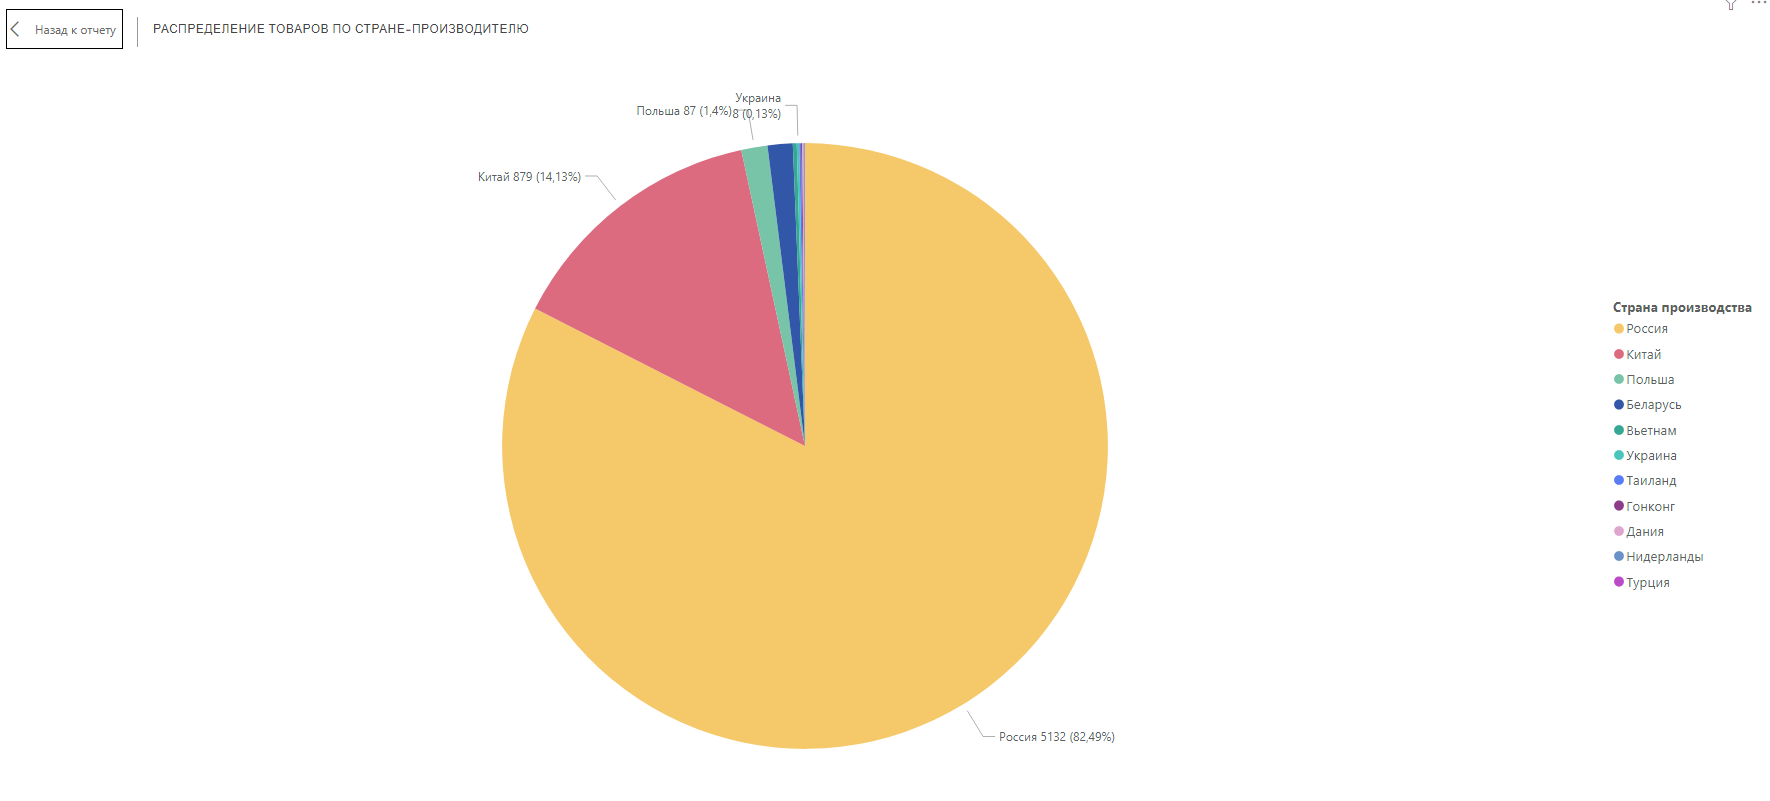 Назад к отчету
РАСПРЕДЕЛЕНИЕ ТОВАРОВ ПО СТРАНЕ-ПРОИЗВОДИТЕЛЮ
Украина
8 (0,13%)
Польша 87 (1,4%)
Китай 879 (14,13%)
Россия 5132 (82,49%)
Страна производства
Россия
Китай
Польша
Беларусь
Вьетнам
Украина
Таиланд
Гонконг
Дания
Нидерланды
Турция